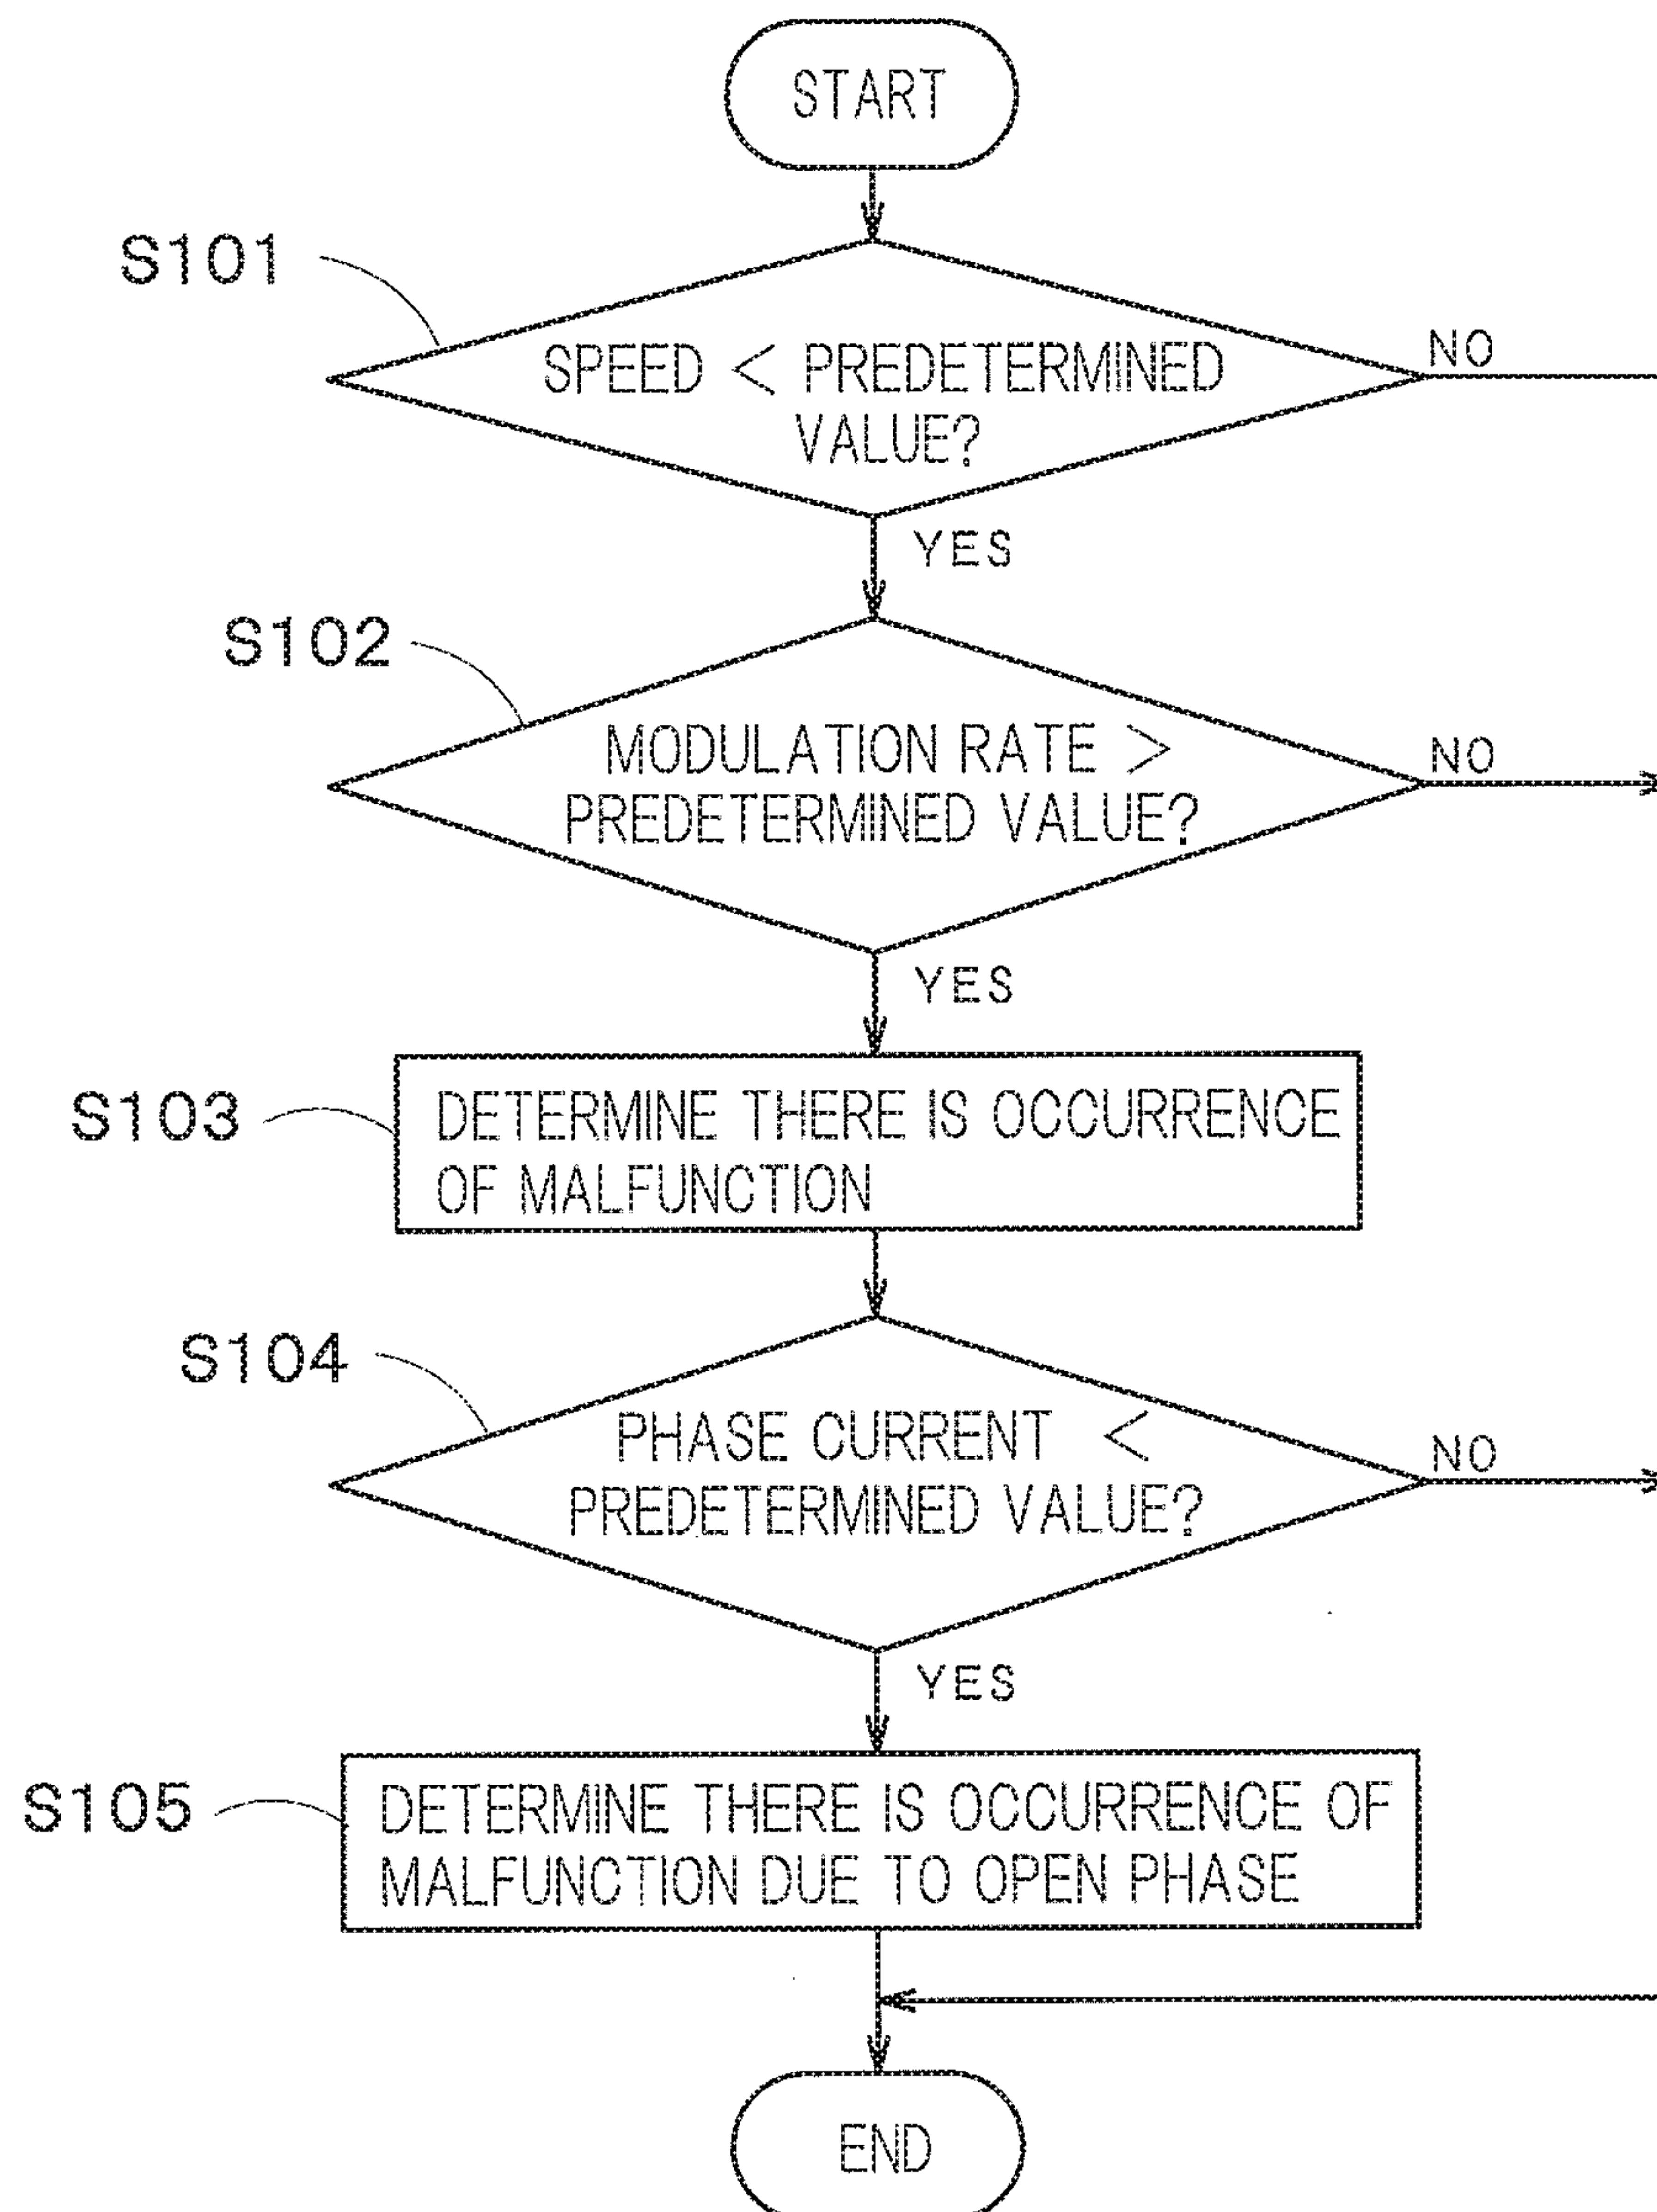 START
S101
SPEED < PREDETERMINED
VALUE?
NO
YES
S102
MODULATION RATE >
PREDETERMINED VALUE?
NO
YES
S103
DETERMINE THERE IS OCCURRENCE
OF MALFUNCTION
S104
PHASE CURRENT <
PREDETERMINED VALUE?
NO
YES
S105
DETERMINE THERE IS OCCURRENCE OF
MALFUNCTION DUE TO OPEN PHASE
END